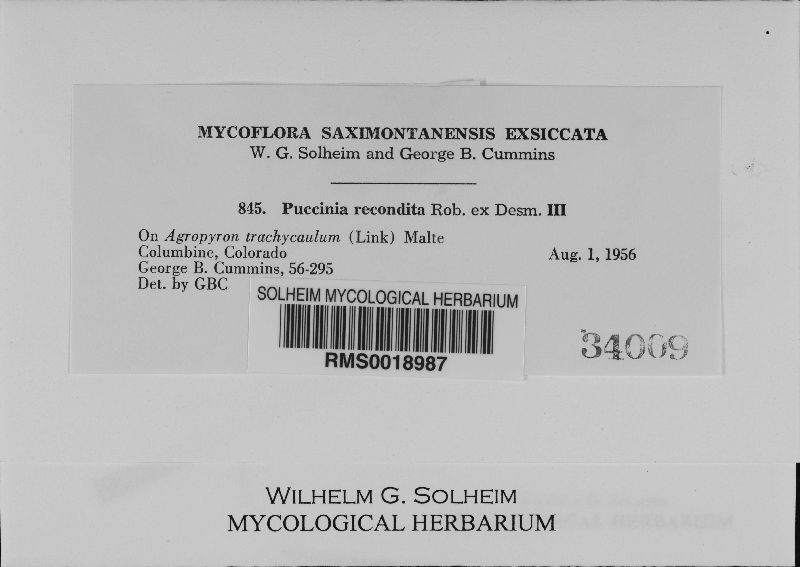 MYCOFLORA SAXIMONTANENSIS EXSICCATA
W. G. Solheim and George B. Cummins
845. Puccinia recondita Rob. ex Desm. III
On Agropyron trachycaulum (Link) Malte
Columbine, Colorado Aug. 1, 1956
George B. Cummins, 56-295
Det. by GBC
SOLHEIM MYCOLOGICAL HERBARIUM
RMS0018987
34009
WILHELM G. SOLHEIM
MYCOLOGICAL HERBARIUM